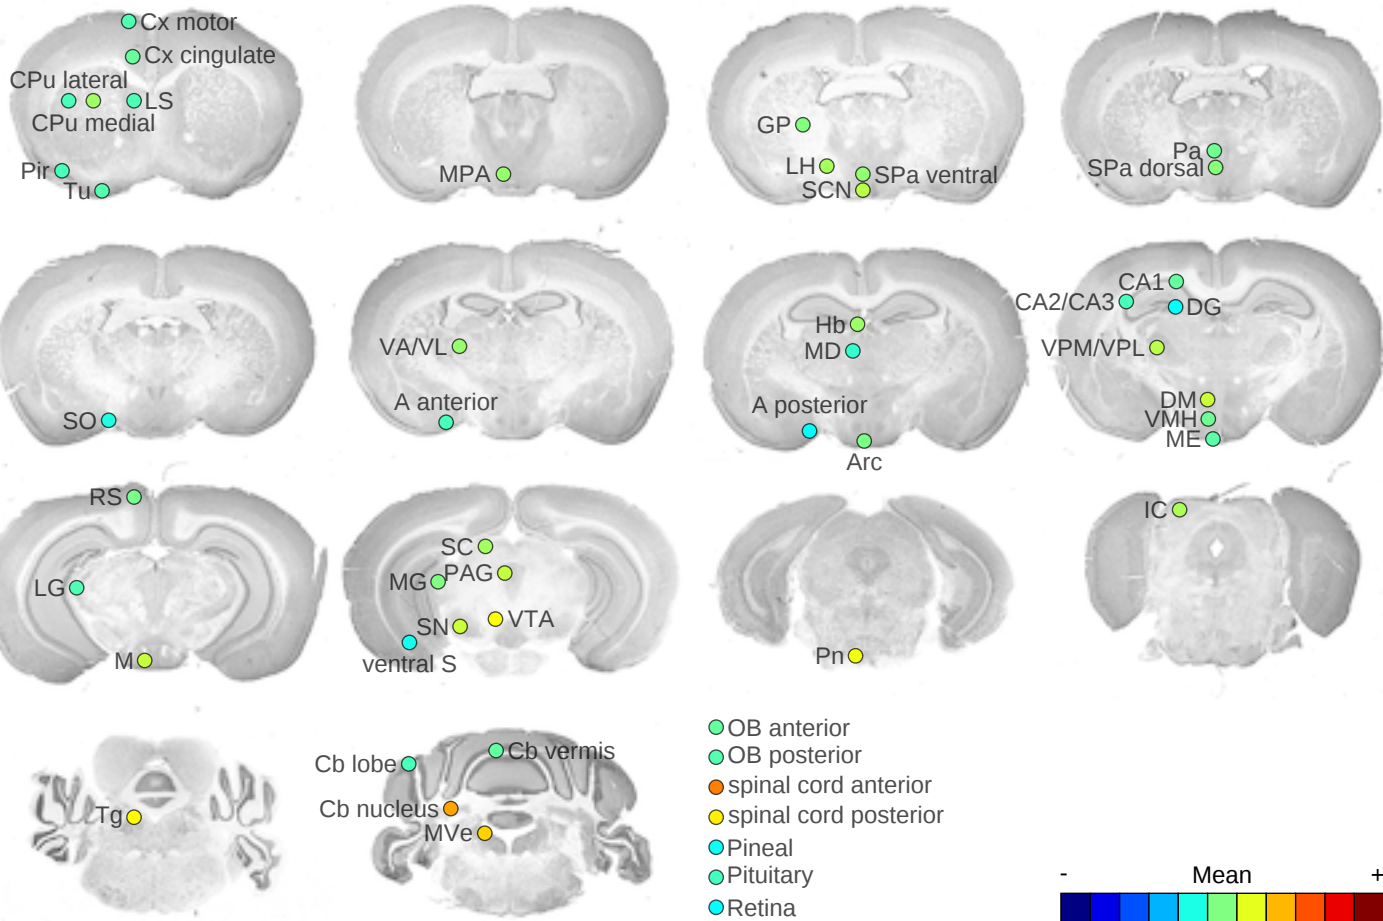 Cx motor
Cx cingulate
CPu lateral
LS
CPu medial
Pir
Tu
MPA
GP
LH
SPa ventral
SCN
Pa
SPa dorsal
SO
VA/VL
A anterior
Hb
MD
A posterior
Arc
CA1
CA2/CA3
DG
VPM/VPL
DM
VMH
ME
RS
LG
M
SC
PAG
MG
VTA
SN
ventral S
Pn
IC
Tg
Cb vermis
Cb lobe
Cb nucleus
MVe
OB anterior
OB posterior
spinal cord anterior
spinal cord posterior
Pineal
Pituitary
Retina
- Mean +